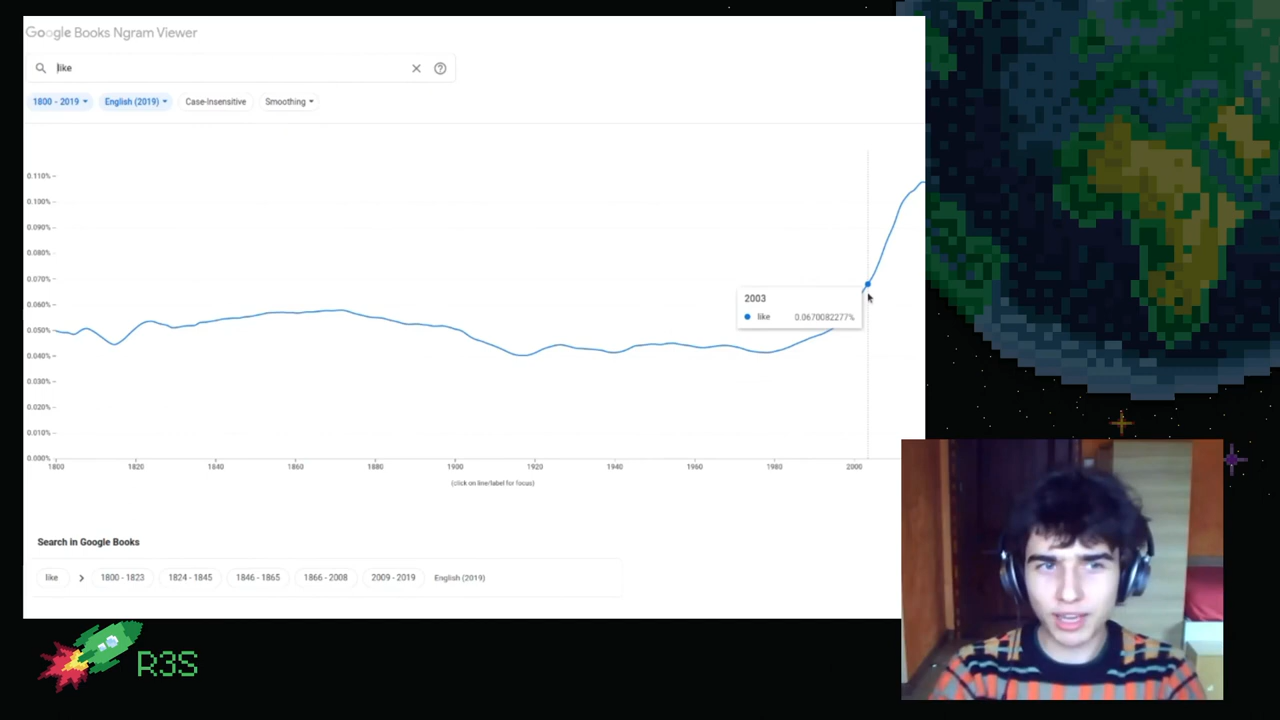 Google Books Ngram Viewer
like
1800 - 2019
English (2019)
Case-Insensitive
Smoothing
0.110%
0.100%
0.090%
0.080%
0.070%
0.060%
0.050%
0.040%
0.030%
0.020%
0.010%
0.000%
2003
like 0.0670082277%
1800 1820 1840 1860 1880 1900 1920 1940 1960 1980 2000
(click on line/label for focus)
Search in Google Books
like
1800 - 1823
1824 - 1845
1846 - 1865
1866 - 2008
2009 - 2019
English (2019)
R3S